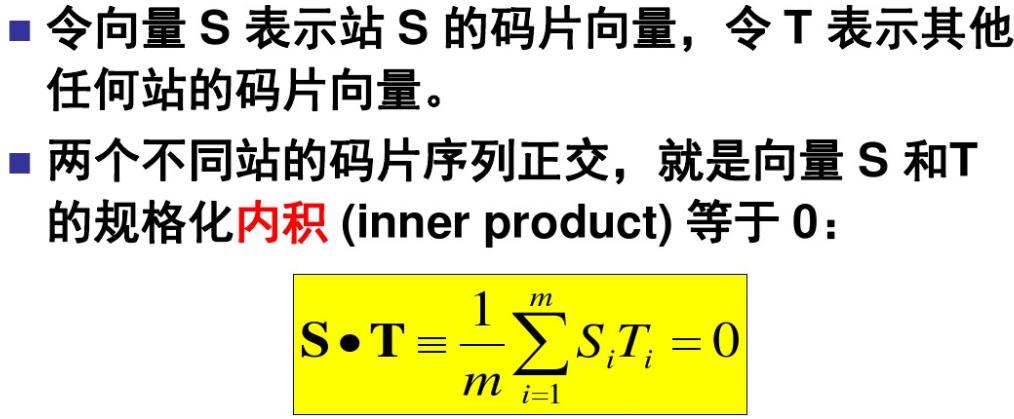 ■ 令向量 S 表示站 S 的码片向量，令 T 表示其他
任何站的码片向量。
■ 两个不同站的码片序列正交，就是向量 S 和T
的规格化内积 (inner product) 等于 0：
S • T ≡ \frac{1}{m} \sum_{i=1}^{m} S_i T_i = 0